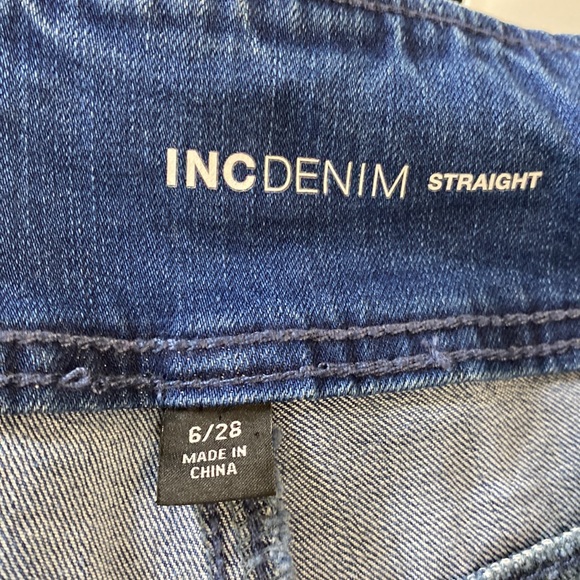 INCDENIM STRAIGHT
6/28
MADE IN
CHINA